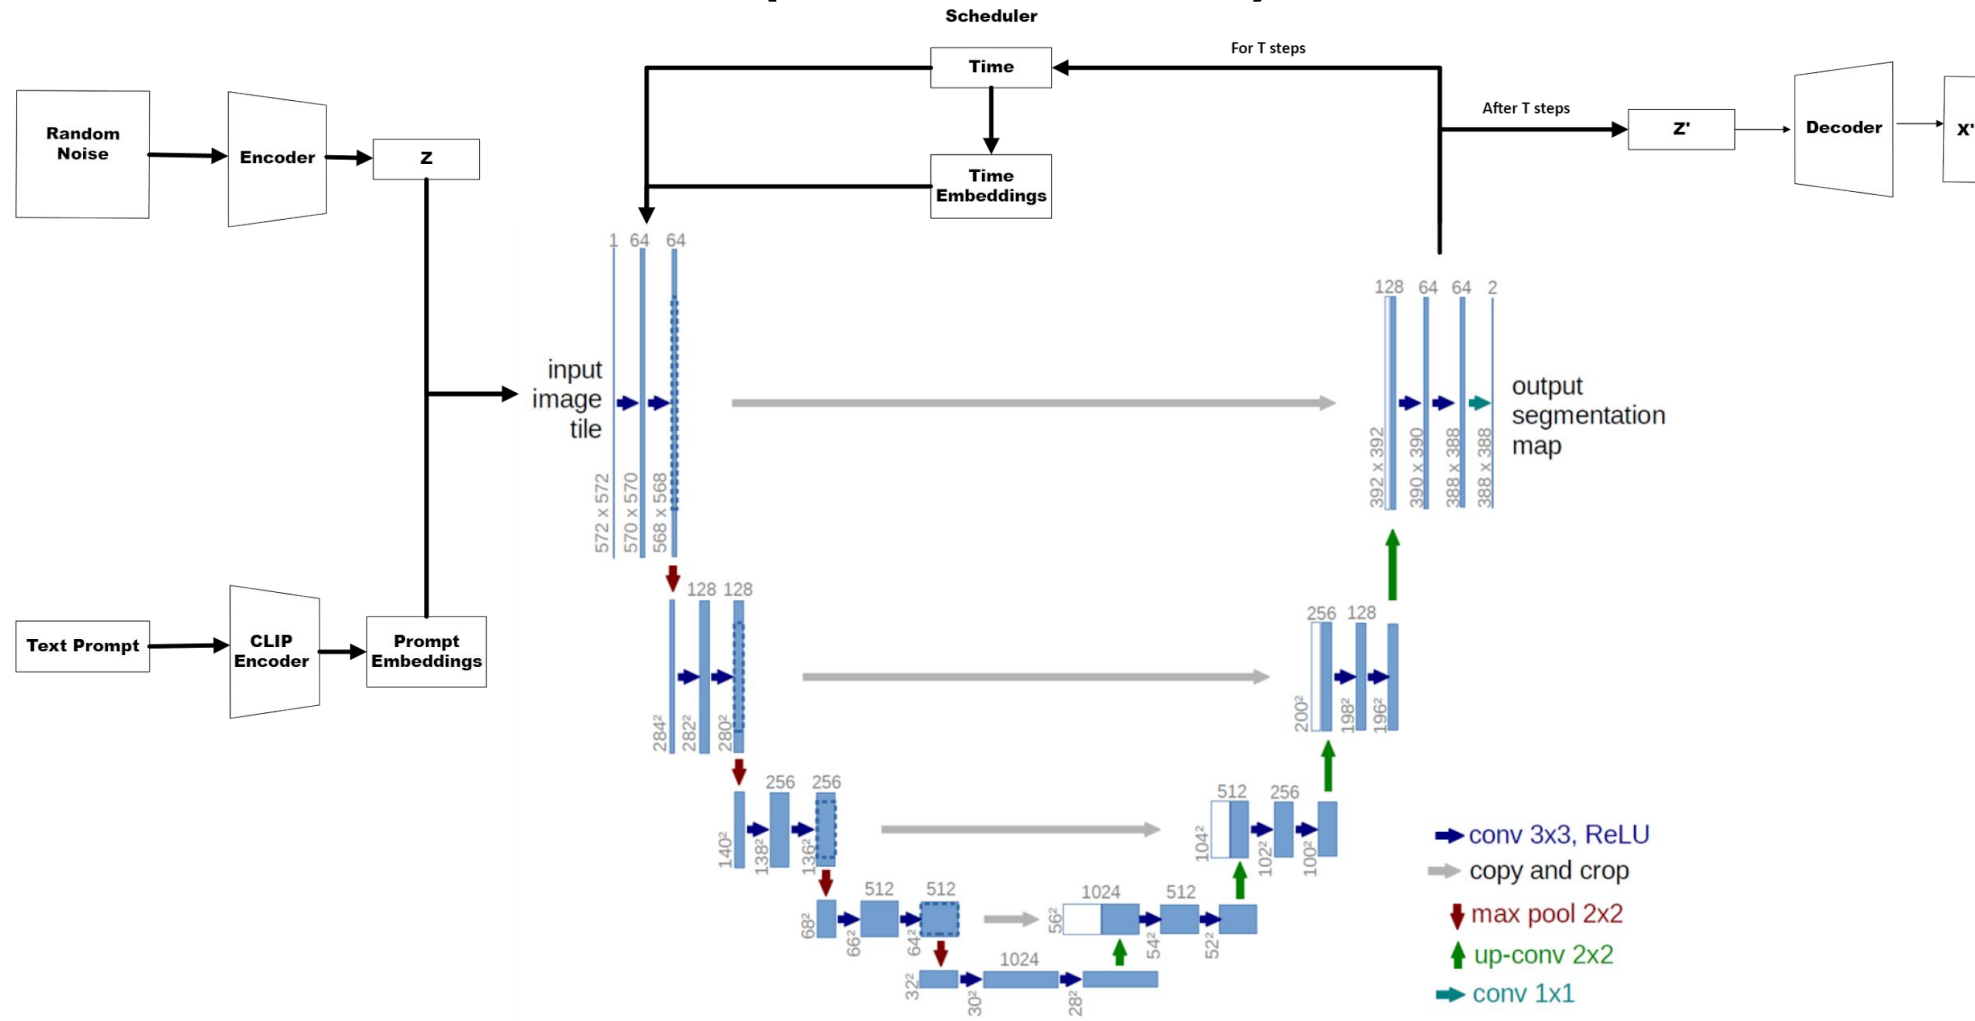 Scheduler
For T steps
Time
After T steps
Random
Noise
Encoder
Z
Time
Embeddings
Z'
Decoder
X'
1 64 64
128 64 64 2
input
image
tile
output
segmentation
map
572 x 572
570 x 570
568 x 568
392 x 392
390 x 390
388 x 388
388 x 388
Text Prompt
CLIP
Encoder
Prompt
Embeddings
128 128
256 128
284²
282²
280²
200²
198²
196²
256 256
512 256
140²
138²
136²
104²
102²
100²
512 512
1024 512
68²
66²
64²
56²
54²
52²
1024
32²
30²
28²
conv 3x3, ReLU
copy and crop
max pool 2x2
up-conv 2x2
conv 1x1